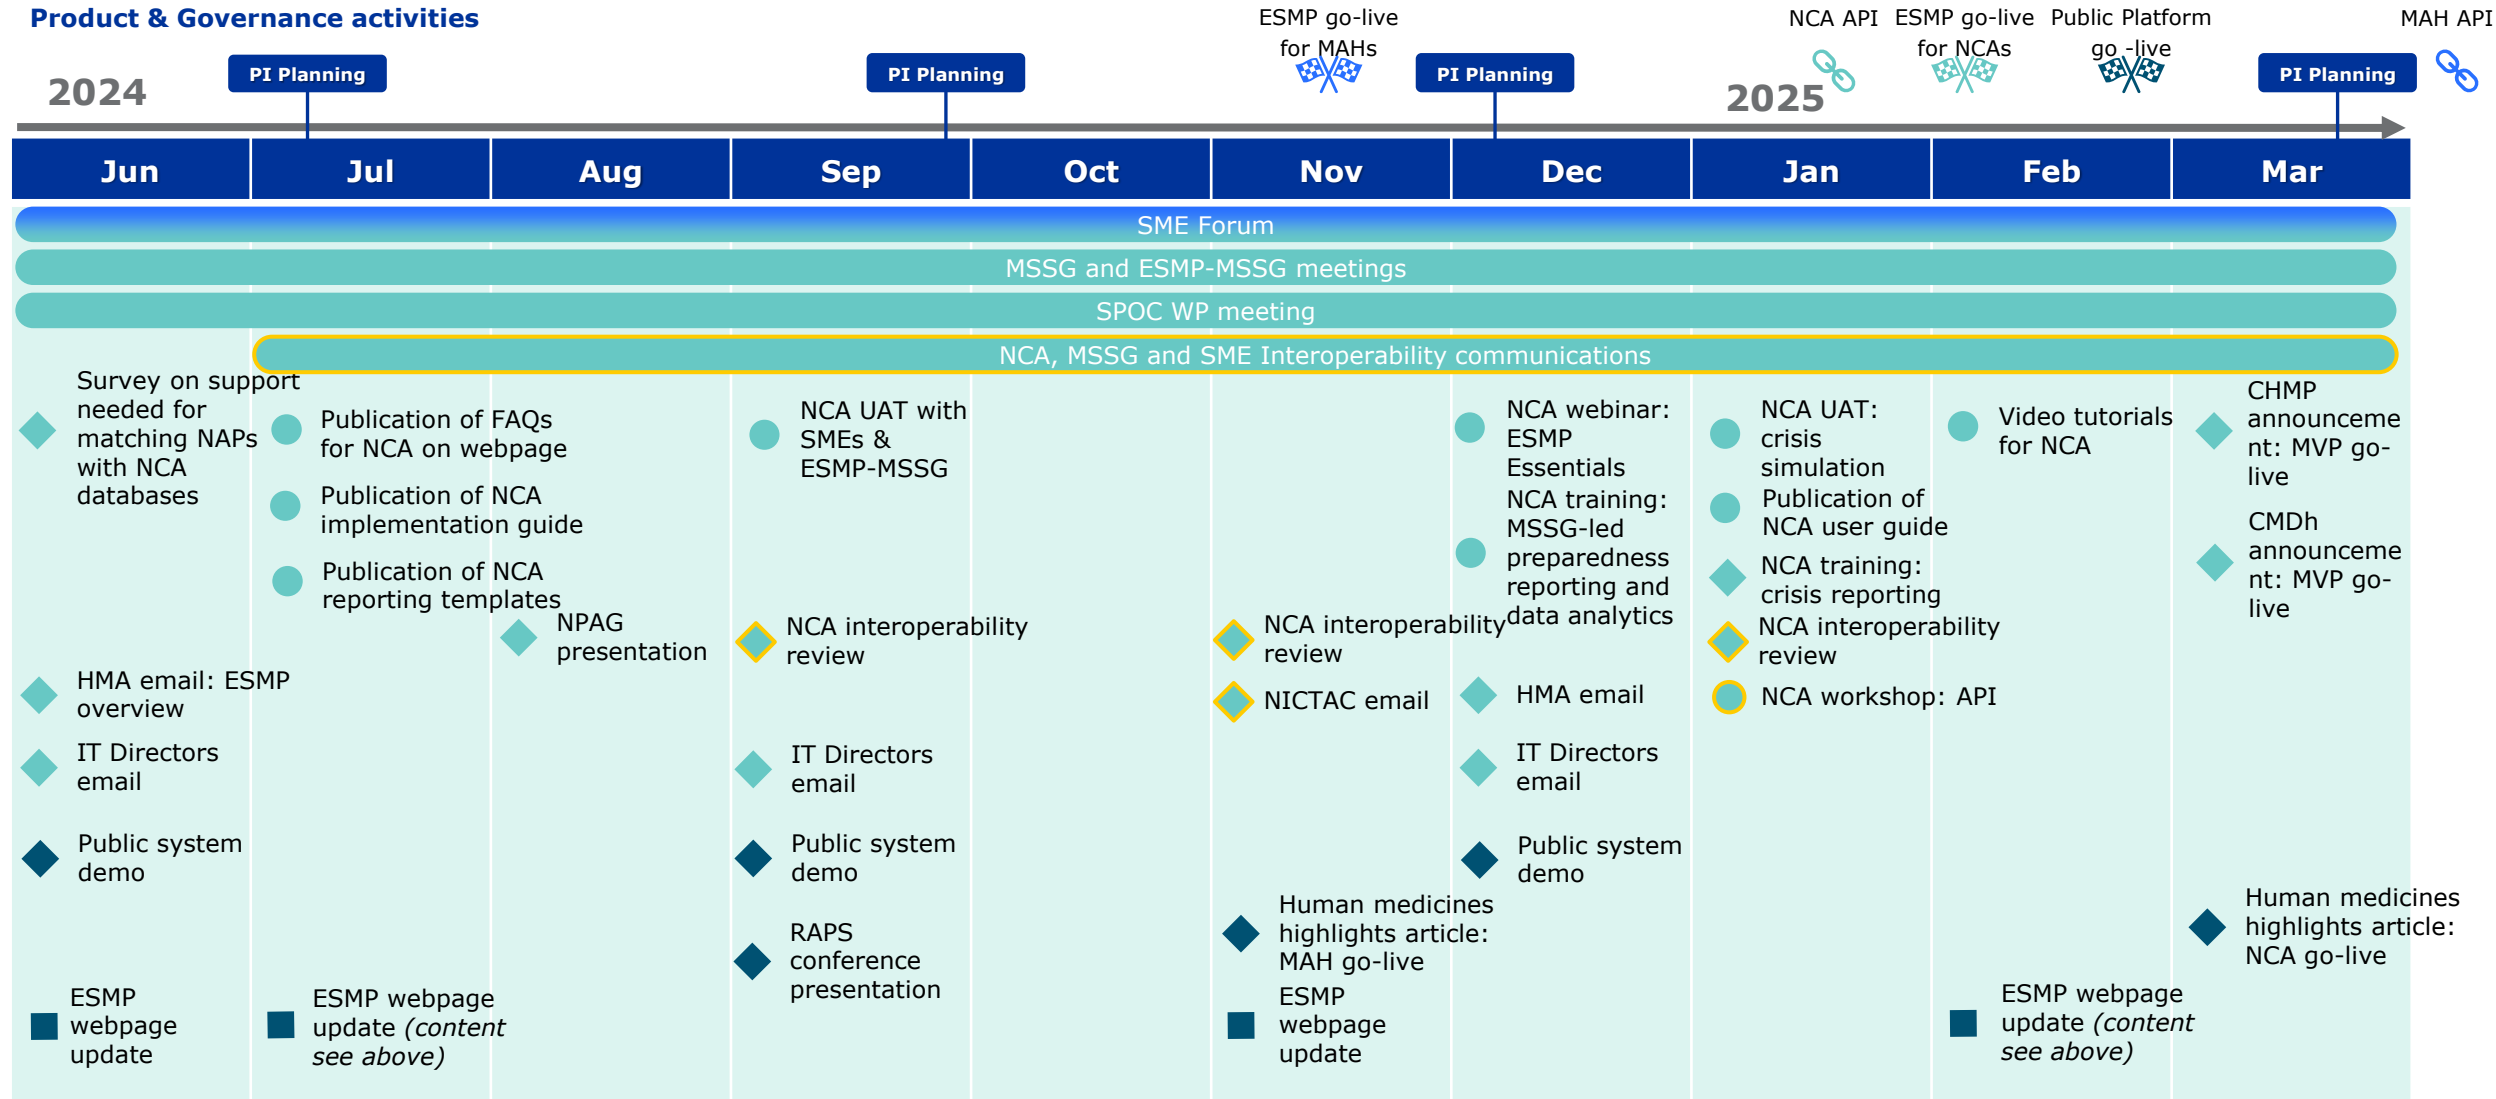 Product & Governance activities
ESMP go-live
for MAHs
NCA API
ESMP go-live
for NCAs
Public Platform
go -live
MAH API
2024
PI Planning
PI Planning
PI Planning
2025
PI Planning
Jun
Jul
Aug
Sep
Oct
Nov
Dec
Jan
Feb
Mar
SME Forum
MSSG and ESMP-MSSG meetings
SPOC WP meeting
NCA, MSSG and SME Interoperability communications
Survey on support
needed for
matching NAPs
with NCA
databases
HMA email: ESMP
overview
IT Directors
email
Public system
demo
ESMP
webpage
update
Publication of FAQs
for NCA on webpage
Publication of NCA
implementation guide
Publication of NCA
reporting templates
ESMP webpage
update (content
see above)
NPAG
presentation
NCA UAT with
SMEs &
ESMP-MSSG
NCA interoperability
review
IT Directors
email
Public system
demo
RAPS
conference
presentation
NCA interoperability
review
NICTAC email
Human medicines
highlights article:
MAH go-live
ESMP
webpage
update
NCA webinar:
ESMP
Essentials
NCA training:
MSSG-led
preparedness
reporting and
data analytics
HMA email
IT Directors
email
Public system
demo
NCA UAT:
crisis
simulation
Publication of
NCA user guide
NCA training:
crisis reporting
NCA interoperability
review
NCA workshop: API
Video tutorials
for NCA
ESMP webpage
update (content
see above)
CHMP
announceme
nt: MVP go-
live
CMDh
announceme
nt: MVP go-
live
Human medicines
highlights article:
NCA go-live